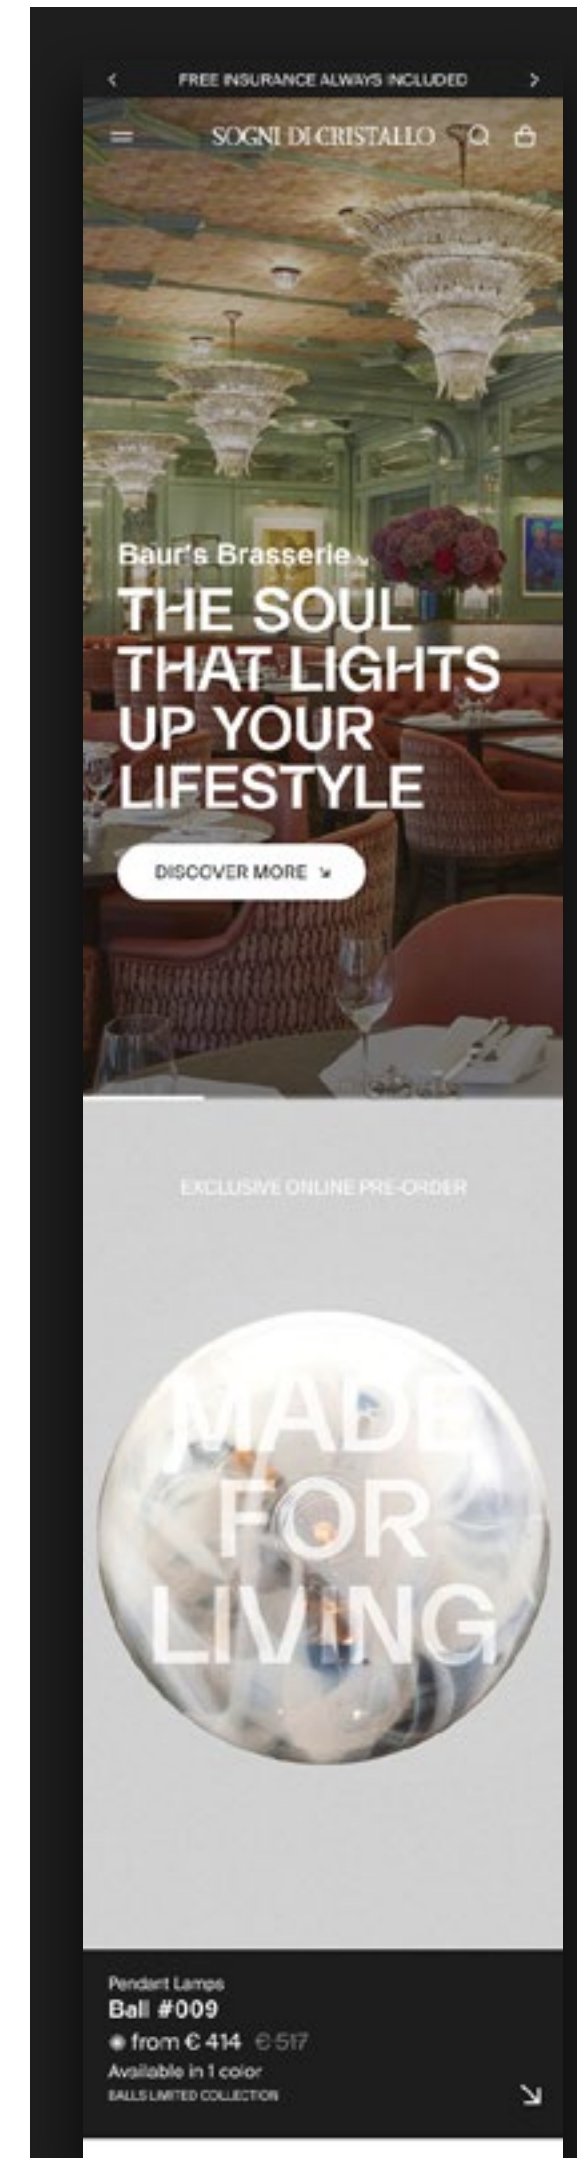 FREE INSURANCE ALWAYS INCLUDED
SOGNI DI CRISTALLO
Baur's Brasserie
THE SOUL
THAT LIGHTS
UP YOUR
LIFESTYLE
DISCOVER MORE
EXCLUSIVE ONLINE PRE-ORDER
MADE
FOR
LIVING
Pendant Lamps
Ball #009
from € 414 € 517
Available in 1 color
BALLS LIMITED COLLECTION